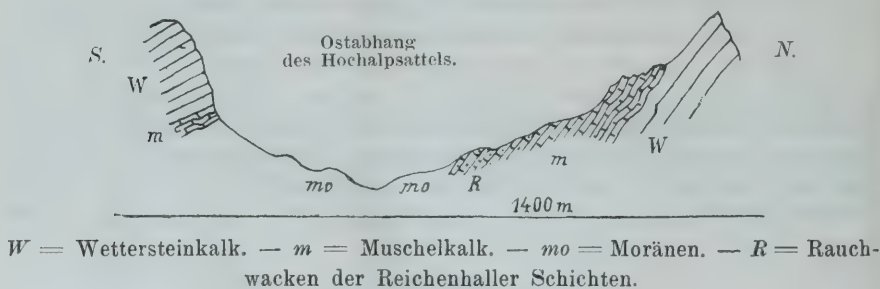 Ostabhang
des Hochalpsattels.
S.
N.
W
m
W
m
R
mo
mo
1400 m
W = Wettersteinkalk. — m = Muschelkalk. — mo = Moränen. — R = Rauch-
wacken der Reichenhaller Schichten.